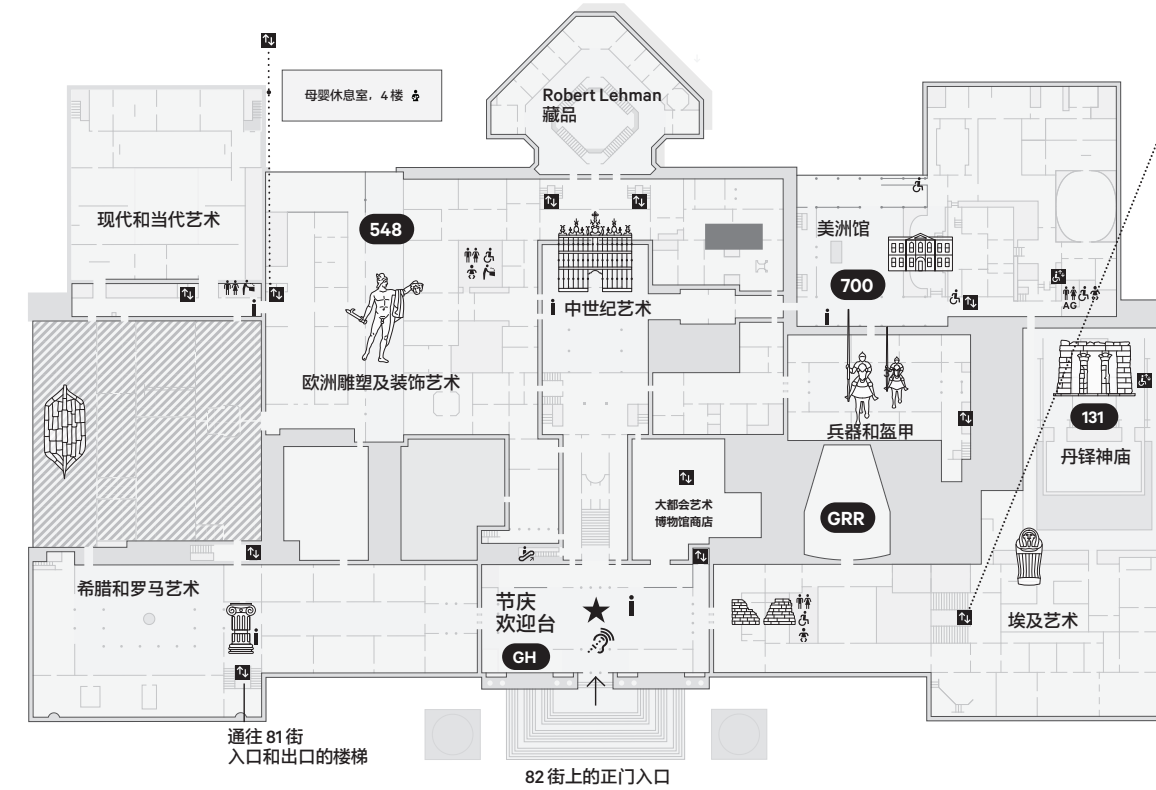 母婴休息室，4楼
Robert Lehman
藏品
现代和当代艺术
548
美洲馆
700
i
i
中世纪艺术
i
AG
欧洲雕塑及装饰艺术
兵器和盔甲
131
丹铎神庙
大都会艺术
博物馆商店
GRR
希腊和罗马艺术
i
节庆
欢迎台
i
GH
埃及艺术
通往 81 街
入口和出口的楼梯
82 街上的正门入口